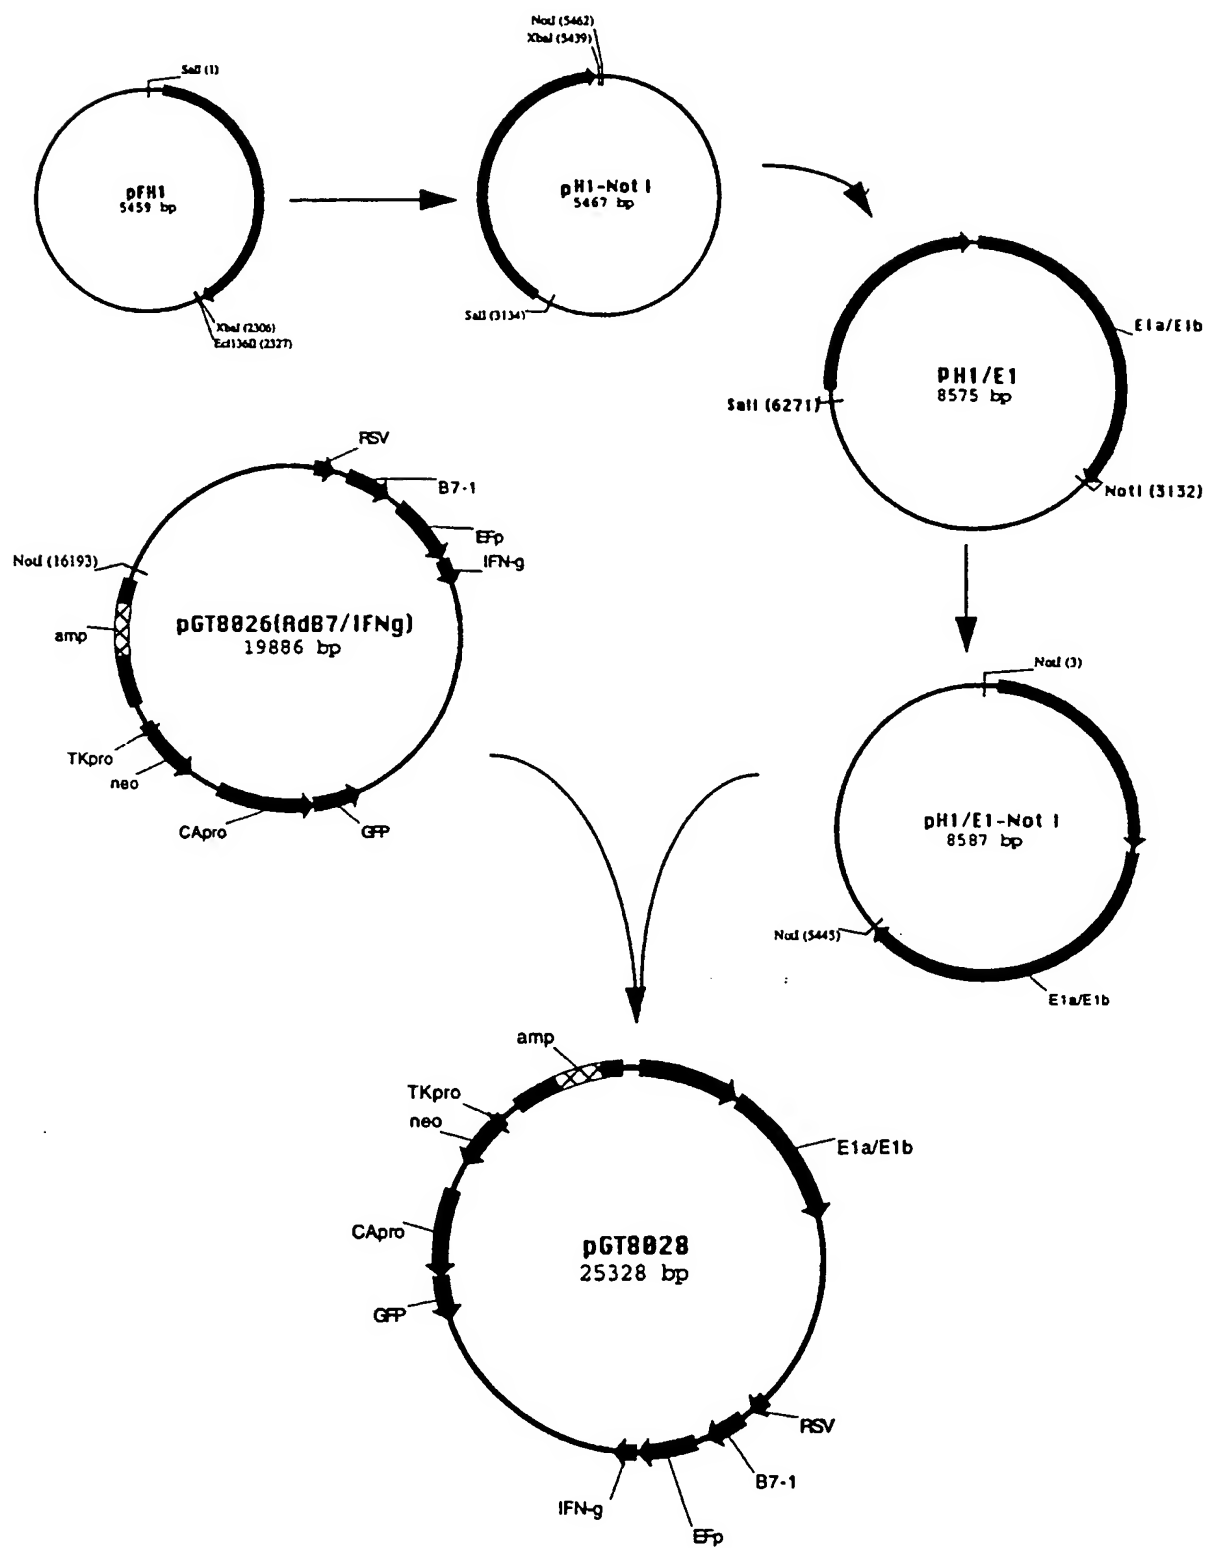 SalI (1)
pFH1
5459 bp
XbaI (2306)
Ecl136II (2327)
NotI (5462)
XbaI (5439)
pH1-Not I
5467 bp
SalI (3134)
E1a/E1b
pH1/E1
8575 bp
SalI (6271)
NotI (3132)
RSV
B7-1
EFp
IFN-g
NotI (16193)
pGT8026(AdB7/IFNg)
19886 bp
amp
TKpro
neo
CApro
GFP
NotI (3)
pH1/E1-Not I
8587 bp
NotI (5445)
E1a/E1b
amp
TKpro
neo
E1a/E1b
CApro
pGT8028
25328 bp
GFP
RSV
B7-1
IFN-g
EFp